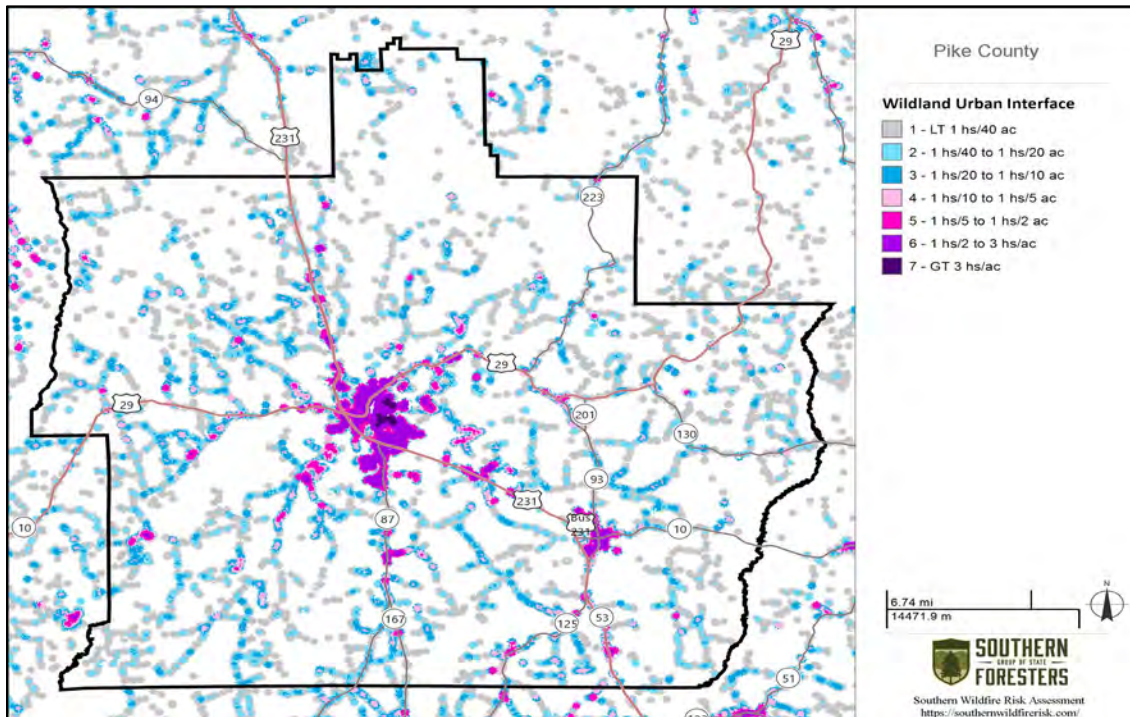 Pike County
Wildland Urban Interface
1 - LT 1 hs/40 ac
2 - 1 hs/40 to 1 hs/20 ac
3 - 1 hs/20 to 1 hs/10 ac
4 - 1 hs/10 to 1 hs/5 ac
5 - 1 hs/5 to 1 hs/2 ac
6 - 1 hs/2 to 3 hs/ac
7 - GT 3 hs/ac
29
94
231
223
29
29
201
130
93
231
10
87
Bus
231
10
167
125
53
51
6.74 mi
14471.9 m
N
SOUTHERN
GROUP OF STATE
FORESTERS
Southern Wildfire Risk Assessment
https://southernwildfirerisk.com/